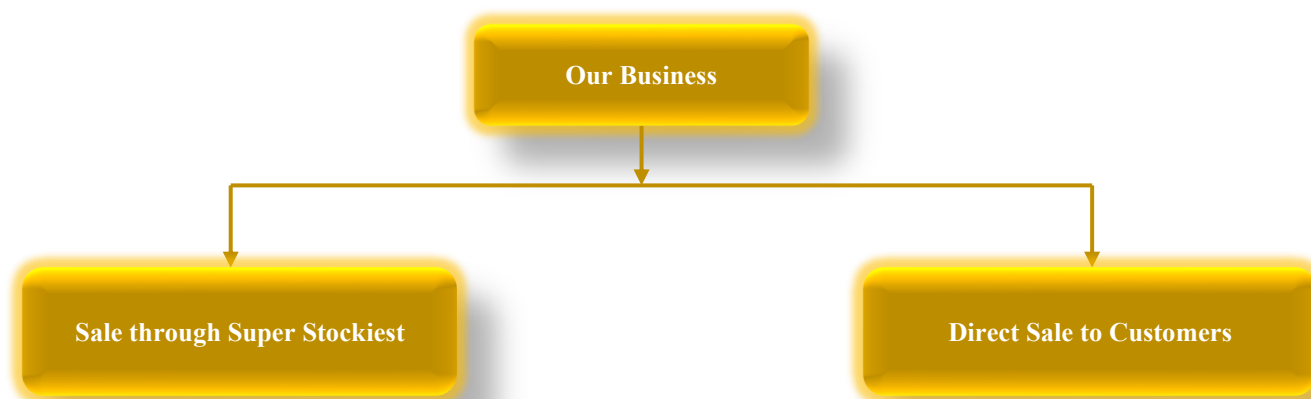 Our Business
Sale through Super Stockiest
Direct Sale to Customers